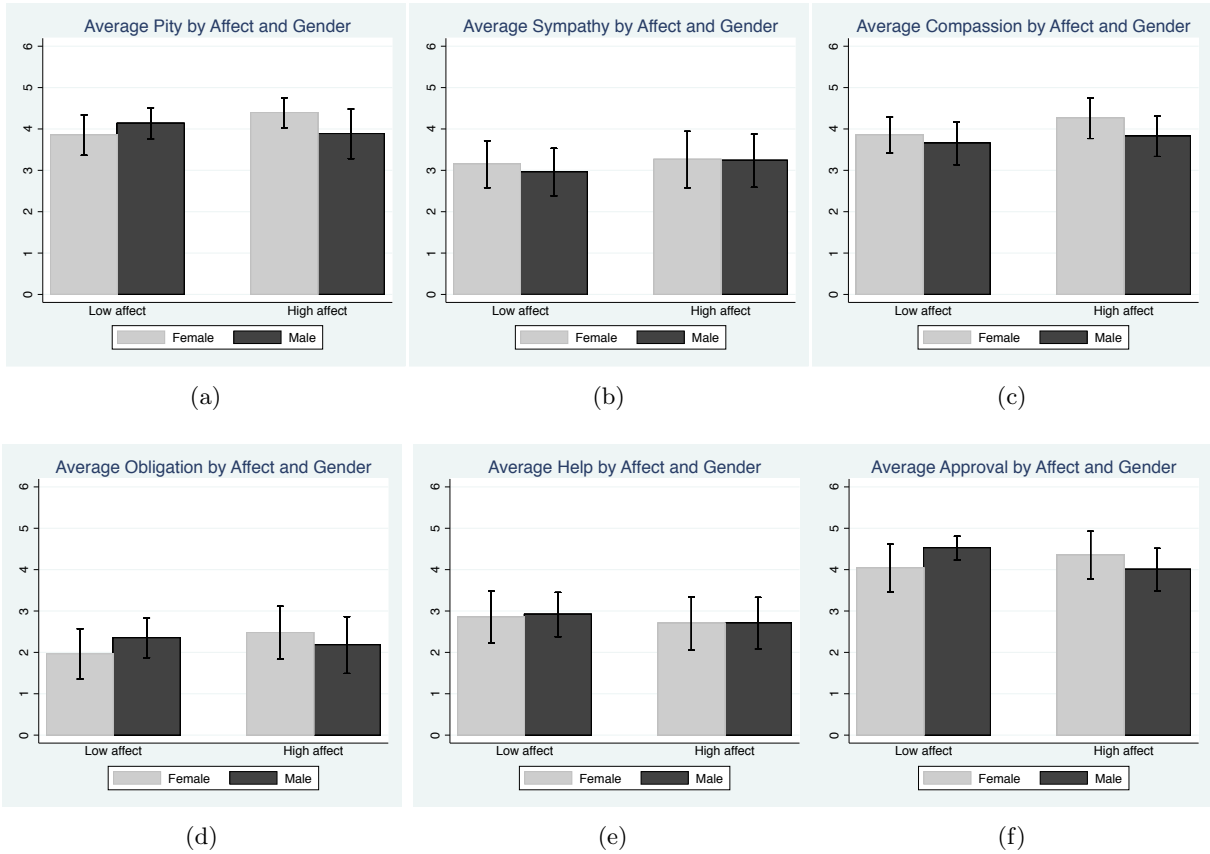 Average Pity by Affect and Gender
6
5
4
3
2
1
0
Low affect High affect
Female Male
(a)
Average Sympathy by Affect and Gender
6
5
4
3
2
1
0
Low affect High affect
Female Male
(b)
Average Compassion by Affect and Gender
6
5
4
3
2
1
0
Low affect High affect
Female Male
(c)
Average Obligation by Affect and Gender
6
5
4
3
2
1
0
Low affect High affect
Female Male
(d)
Average Help by Affect and Gender
6
5
4
3
2
1
0
Low affect High affect
Female Male
(e)
Average Approval by Affect and Gender
6
5
4
3
2
1
0
Low affect High affect
Female Male
(f)